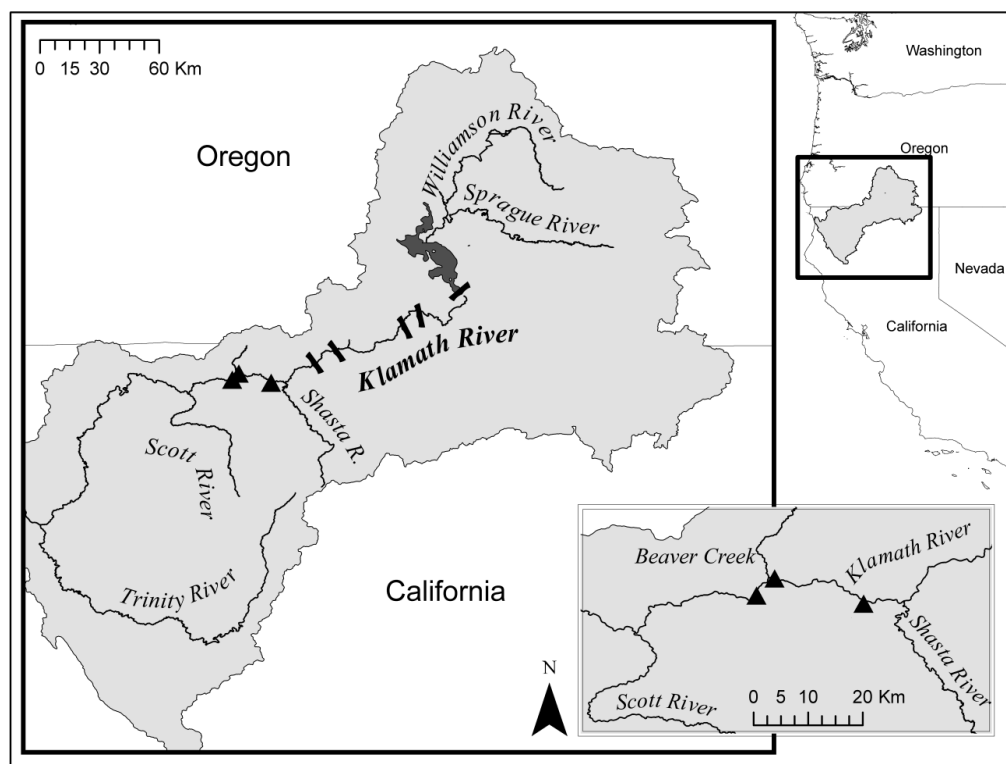 0 15 30 60 Km
Oregon
Williamson River
Sprague River
Klamath River
Shasta R.
Scott River
Trinity River
California
N
Washington
Oregon
Nevada
California
Beaver Creek
Klamath River
Shasta River
Scott River
0 5 10 20 Km